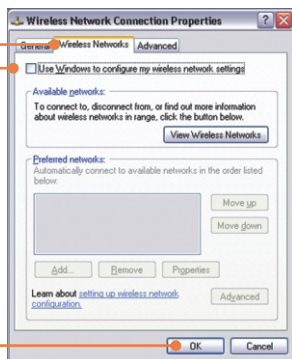 Wireless Network Connection Properties
General Wireless Networks Advanced
Use Windows to configure my wireless network settings
Available networks:
To connect to, disconnect from, or find out more information
about wireless networks in range, click the button below.
View Wireless Networks
Preferred networks:
Automatically connect to available networks in the order listed
below:
Move up
Move down
Add... Remove Properties
Learn about setting up wireless network
configuration.
Advanced
OK Cancel